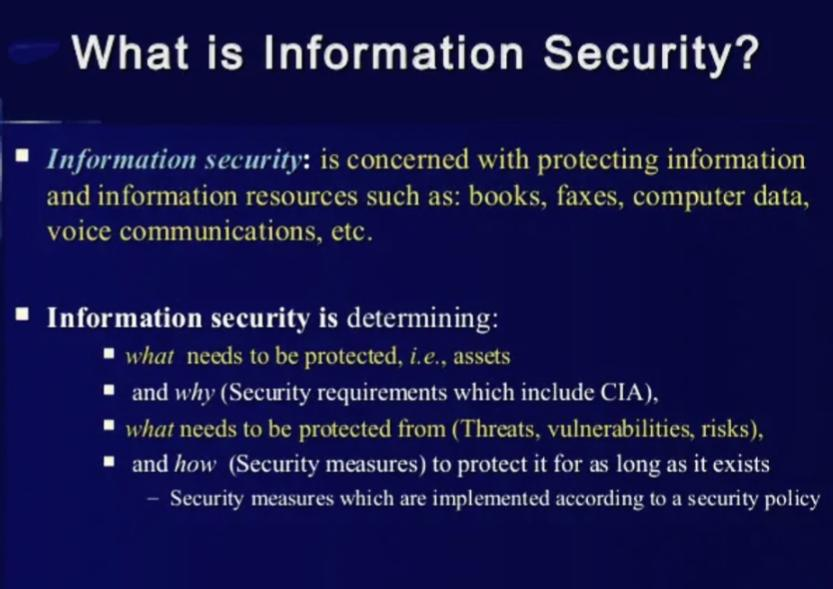 What is Information Security?
Information security: is concerned with protecting information
and information resources such as: books, faxes, computer data,
voice communications, etc.
Information security is determining:
what needs to be protected, i.e., assets
and why (Security requirements which include CIA),
what needs to be protected from (Threats, vulnerabilities, risks),
and how (Security measures) to protect it for as long as it exists
– Security measures which are implemented according to a security policy